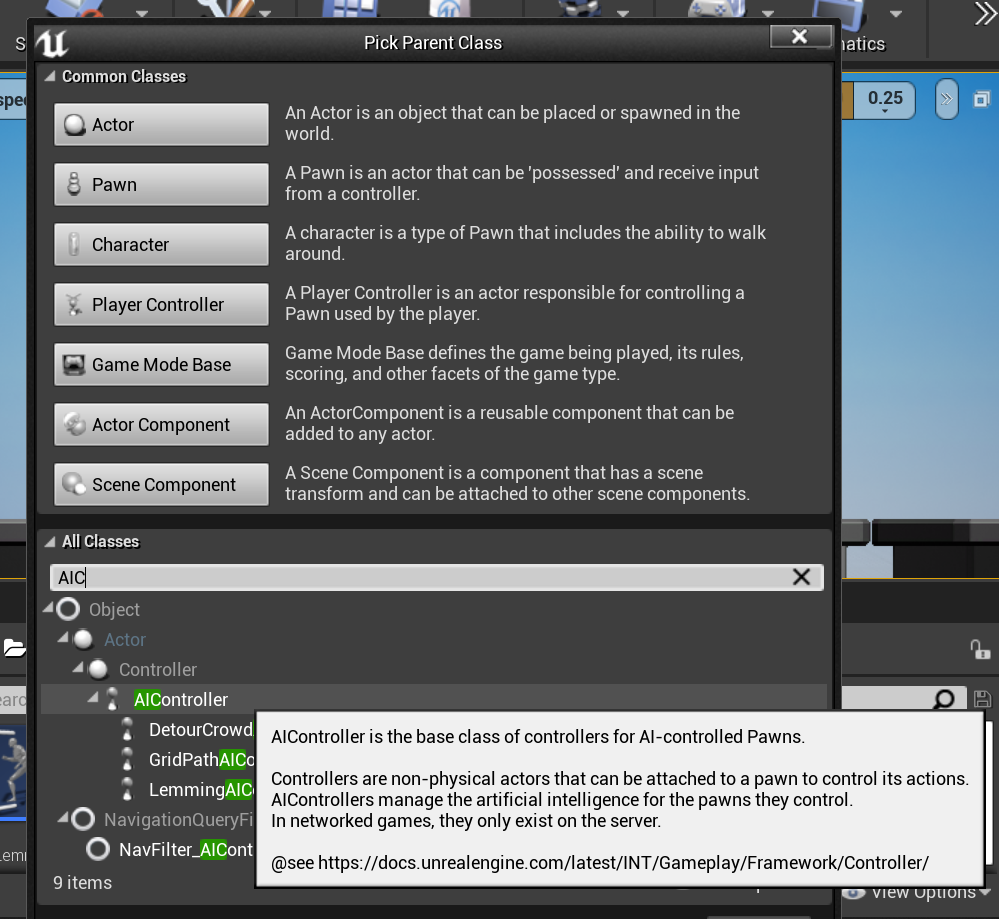 Pick Parent Class
Common Classes
Actor
An Actor is an object that can be placed or spawned in the
world.
Pawn
A Pawn is an actor that can be 'possessed' and receive input
from a controller.
Character
A character is a type of Pawn that includes the ability to walk
around.
Player Controller
A Player Controller is an actor responsible for controlling a
Pawn used by the player.
Game Mode Base
Game Mode Base defines the game being played, its rules,
scoring, and other facets of the game type.
Actor Component
An ActorComponent is a reusable component that can be
added to any actor.
Scene Component
A Scene Component is a component that has a scene
transform and can be attached to other scene components.
0.25
All Classes
AIC
Object
Actor
Controller
AIController
DetourCrowd
GridPathAICo
LemmingAIC
NavigationQueryFi
NavFilter_AICont
9 items
AIController is the base class of controllers for AI-controlled Pawns.
Controllers are non-physical actors that can be attached to a pawn to control its actions.
AIControllers manage the artificial intelligence for the pawns they control.
In networked games, they only exist on the server.
@see https://docs.unrealengine.com/latest/INT/Gameplay/Framework/Controller/
View Options